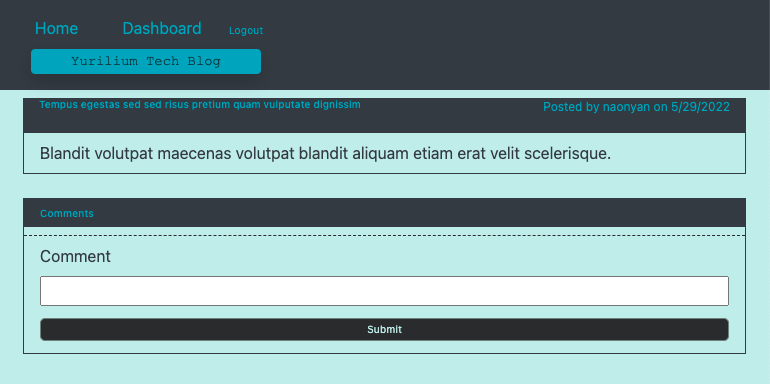 Home Dashboard Logout
Yurilium Tech Blog
Tempus egestas sed sed risus pretium quam vulputate dignissim
Posted by naonyan on 5/29/2022
Blandit volutpat maecenas volutpat blandit aliquam etiam erat velit scelerisque.
Comments
Comment
Submit